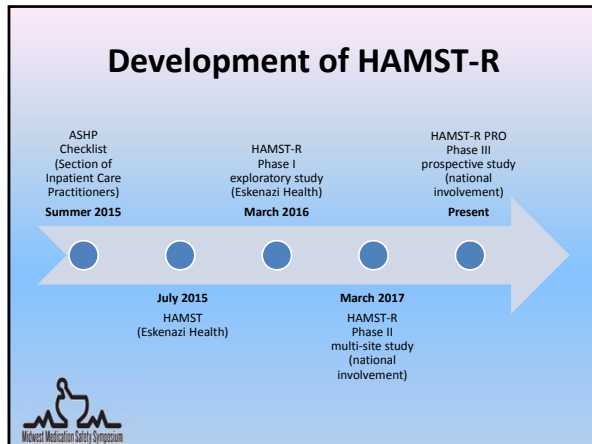 Development of HAMST-R
ASHP
Checklist
(Section of
Inpatient Care
Practitioners)
Summer 2015
July 2015
HAMST
(Eskenazi Health)
HAMST-R
Phase I
exploratory study
(Eskenazi Health)
March 2016
March 2017
HAMST-R
Phase II
multi-site study
(national
involvement)
HAMST-R PRO
Phase III
prospective study
(national
involvement)
Present
Midwest Medication Safety Symposium